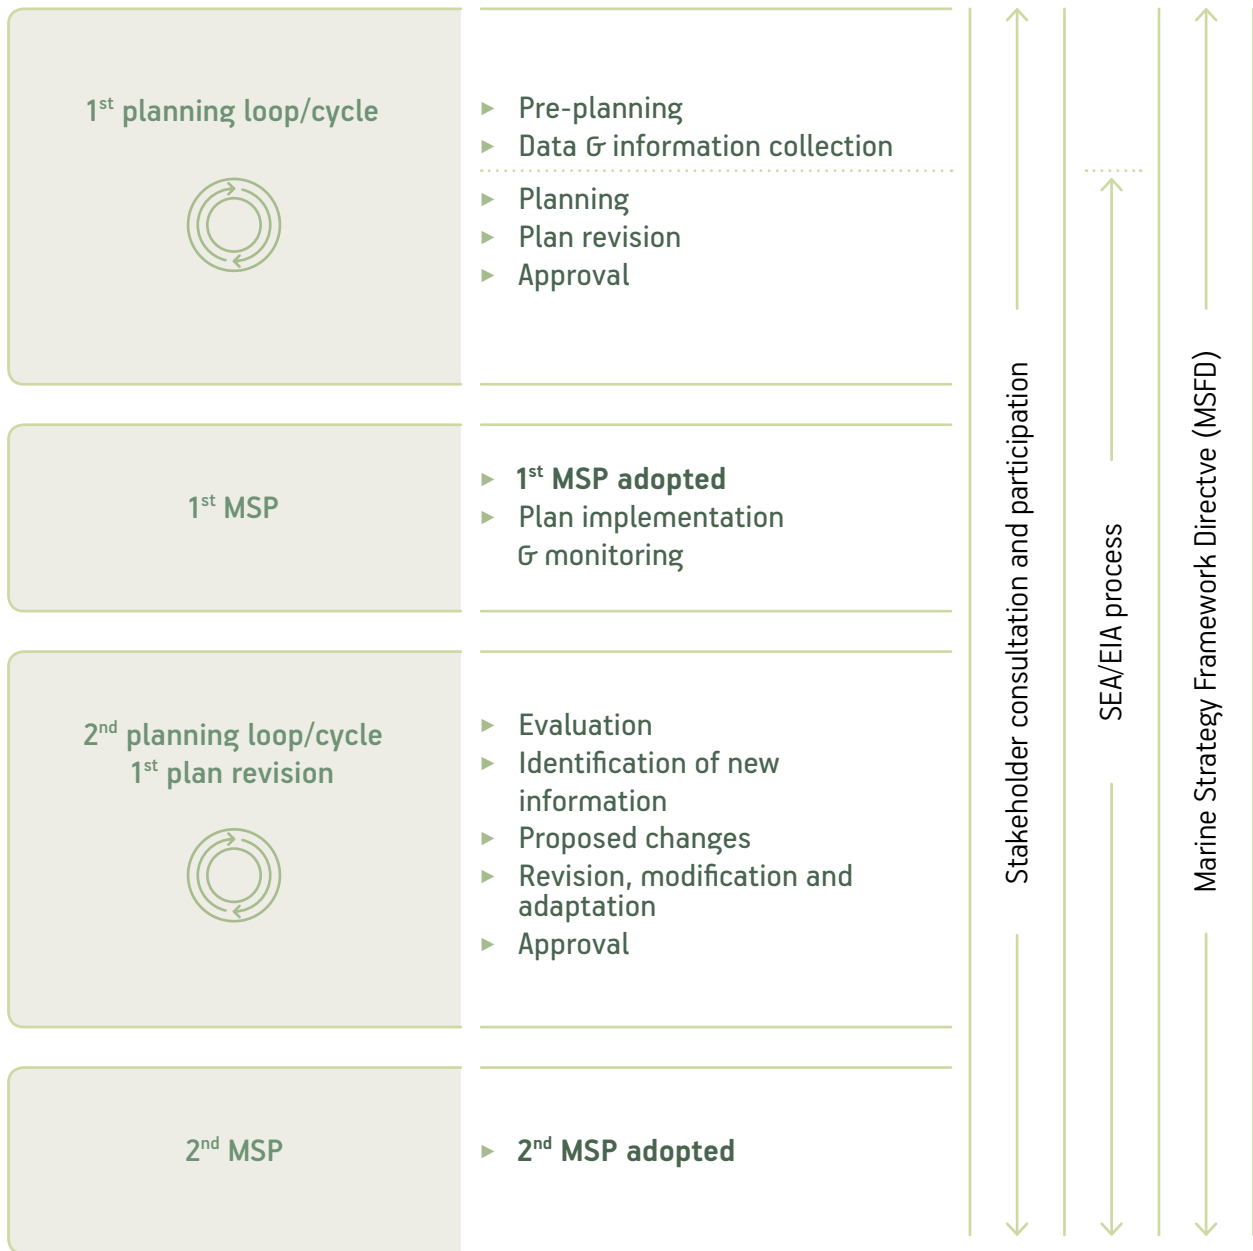 1st planning loop/cycle
► Pre-planning
► Data & information collection
► Planning
► Plan revision
► Approval
1st MSP
► 1st MSP adopted
► Plan implementation
& monitoring
2nd planning loop/cycle
1st plan revision
► Evaluation
► Identification of new
information
► Proposed changes
► Revision, modification and
adaptation
► Approval
2nd MSP
► 2nd MSP adopted
Stakeholder consultation and participation
SEA/EIA process
Marine Strategy Framework Directve (MSFD)